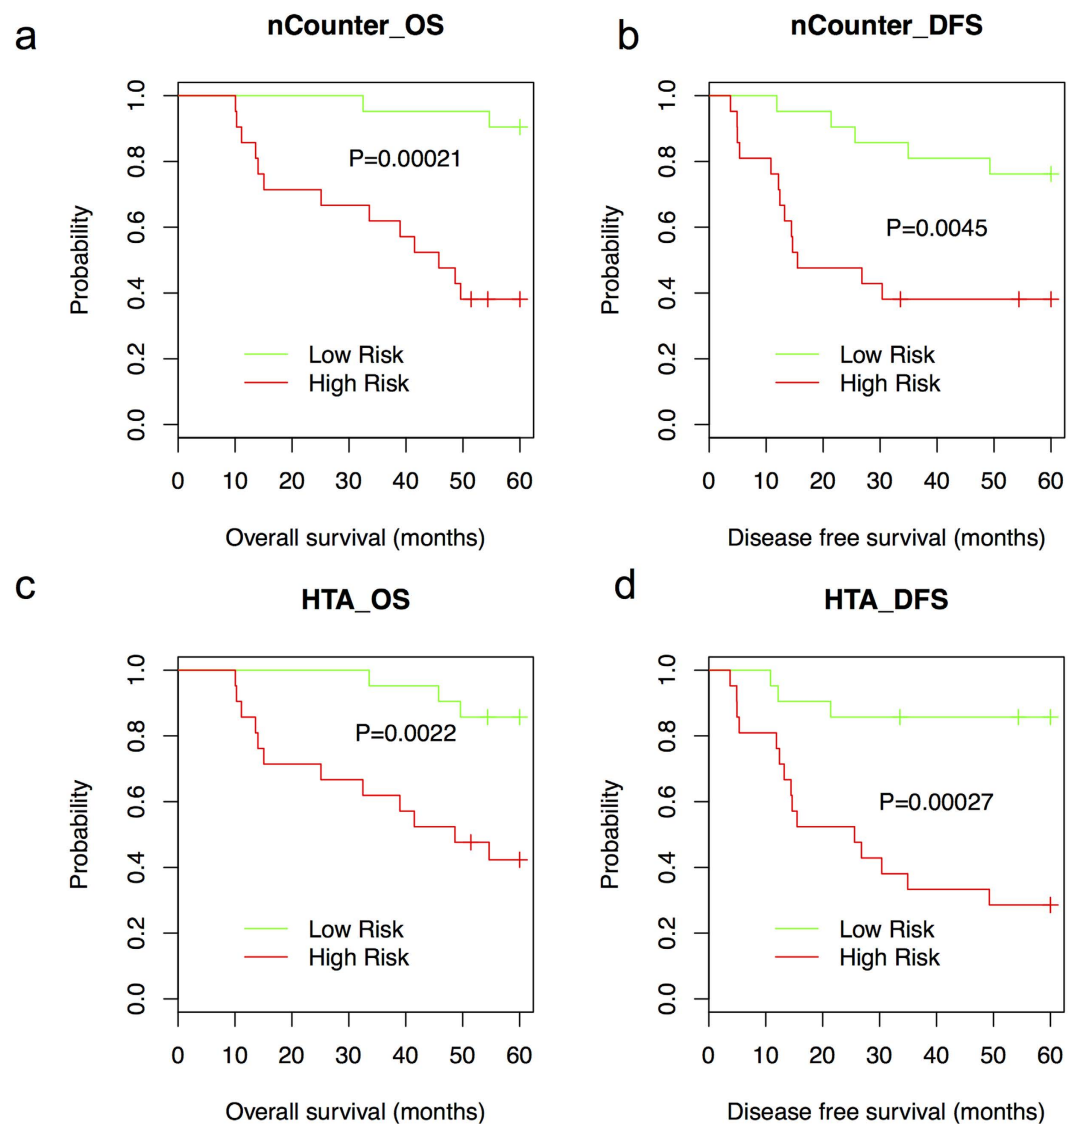 a
nCounter_OS
Probability
1.0
0.8
0.6
0.4
0.2
0.0
P=0.00021
Low Risk
High Risk
0 10 20 30 40 50 60
Overall survival (months)
b
nCounter_DFS
Probability
1.0
0.8
0.6
0.4
0.2
0.0
P=0.0045
Low Risk
High Risk
0 10 20 30 40 50 60
Disease free survival (months)
c
HTA_OS
Probability
1.0
0.8
0.6
0.4
0.2
0.0
P=0.0022
Low Risk
High Risk
0 10 20 30 40 50 60
Overall survival (months)
d
HTA_DFS
Probability
1.0
0.8
0.6
0.4
0.2
0.0
P=0.00027
Low Risk
High Risk
0 10 20 30 40 50 60
Disease free survival (months)